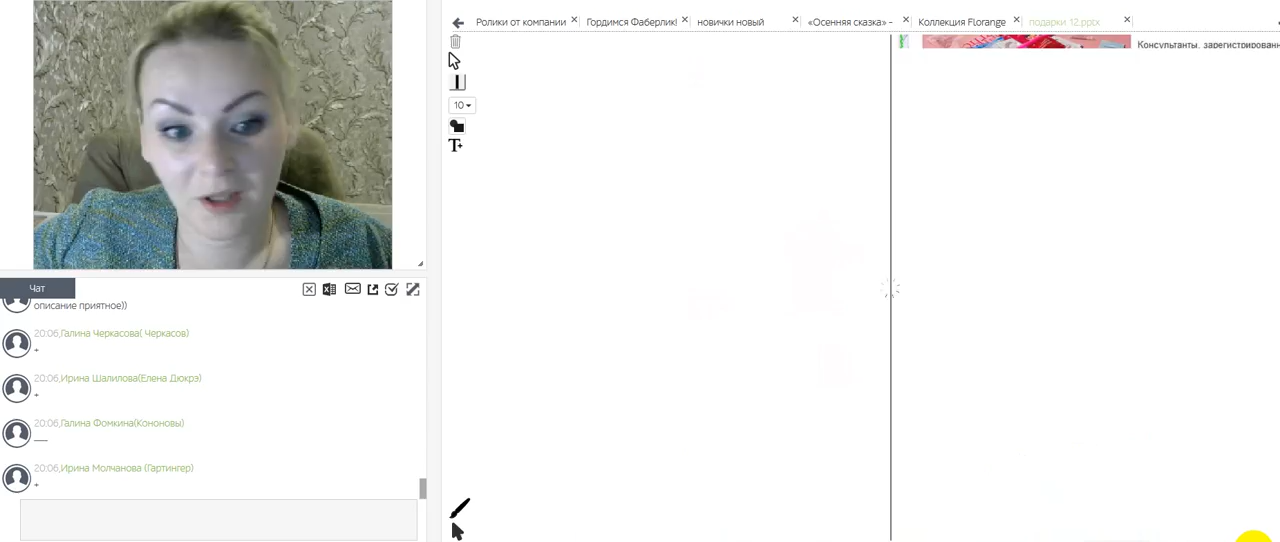 Ролики от компании
Гордимся Фаберлик!
новички новый
«Осенняя сказка» -
Коллекция Florange
подарки 12.pptx
Консультанты, зарегистрирован
10
T+
Чат
описание приятное))
20:06,Галина Черкасова( Черкасов)
+
20:06,Ирина Шалилова(Елена Дюкрэ)
+
20:06,Галина Фомкина(Кононовы)
___
20:06,Ирина Молчанова (Гартингер)
+